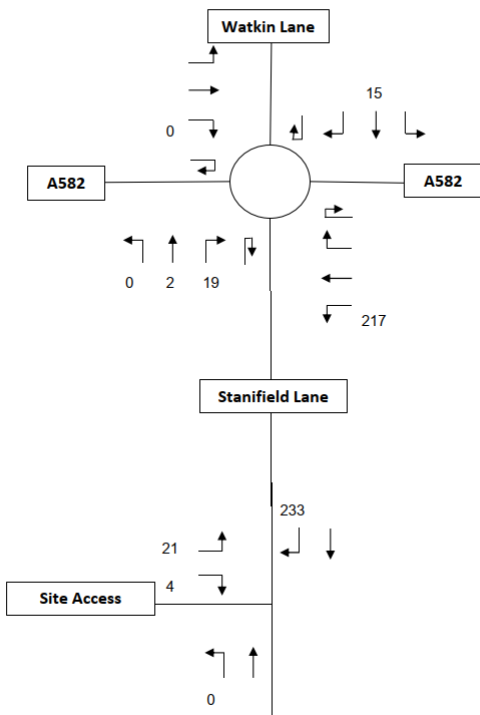 Watkin Lane
15
0
A582
A582
0 2 19
217
Stanifield Lane
233
21
4
Site Access
0